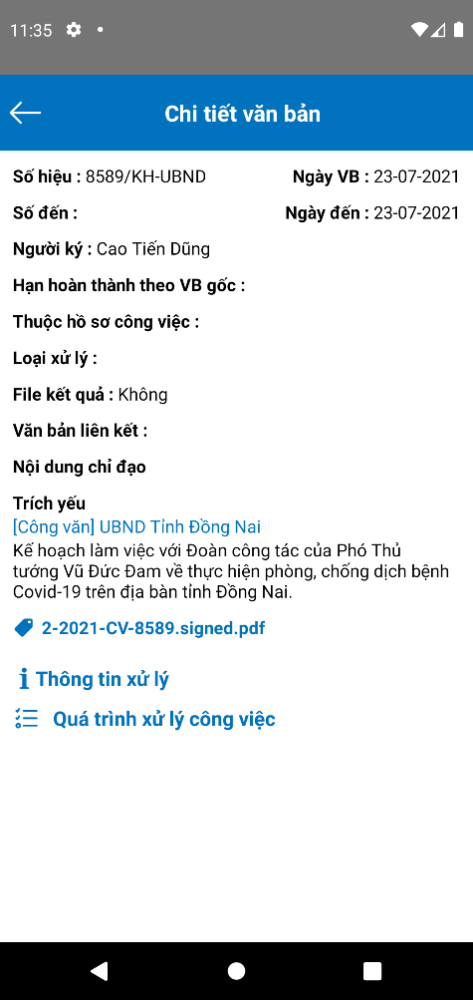 11:35
Chi tiết văn bản
Số hiệu : 8589/KH-UBND Ngày VB : 23-07-2021
Số đến : Ngày đến : 23-07-2021
Người ký : Cao Tiến Dũng
Hạn hoàn thành theo VB gốc :
Thuộc hồ sơ công việc :
Loại xử lý :
File kết quả : Không
Văn bản liên kết :
Nội dung chỉ đạo
Trích yếu
[Công văn] UBND Tỉnh Đồng Nai
Kế hoạch làm việc với Đoàn công tác của Phó Thủ
tướng Vũ Đức Đam về thực hiện phòng, chống dịch bệnh
Covid-19 trên địa bàn tỉnh Đồng Nai.
2-2021-CV-8589.signed.pdf
Thông tin xử lý
Quá trình xử lý công việc